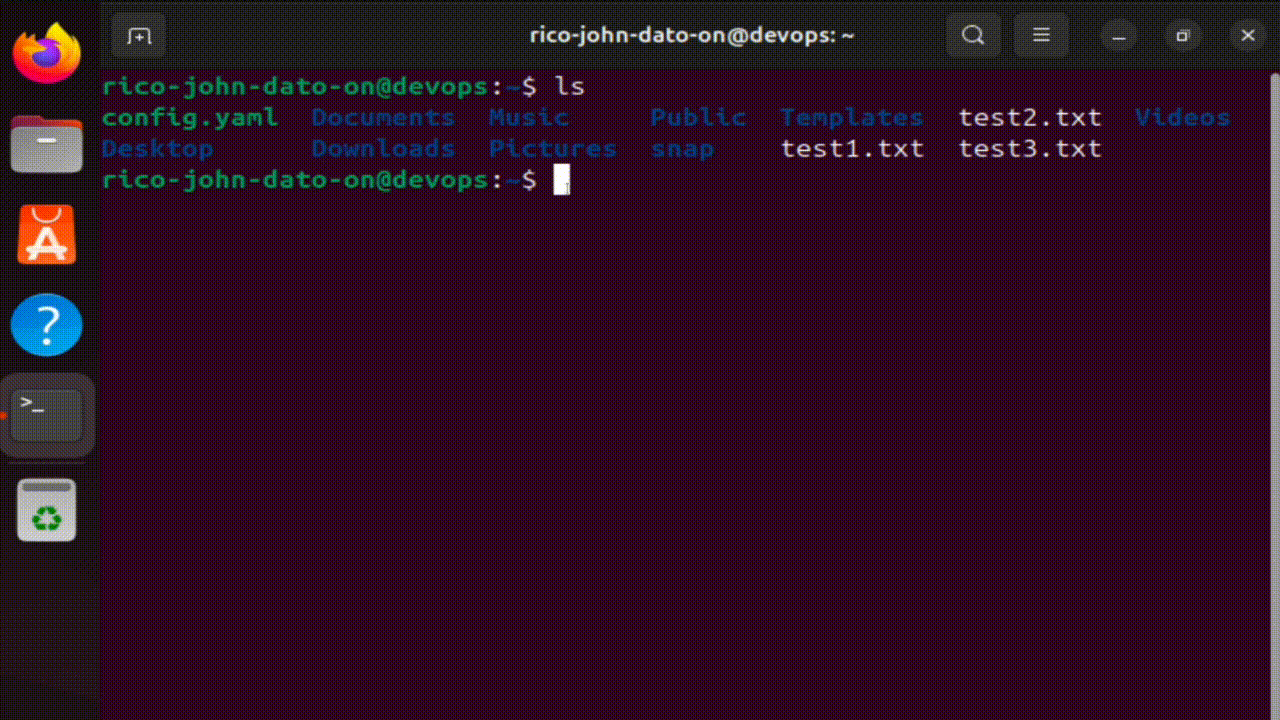 rico-john-dato-on@devops: ~
rico-john-dato-on@devops:~$ ls
config.yaml Documents Music Public Templates test2.txt Videos
Desktop Downloads Pictures snap test1.txt test3.txt
rico-john-dato-on@devops:~$
A
?
>_